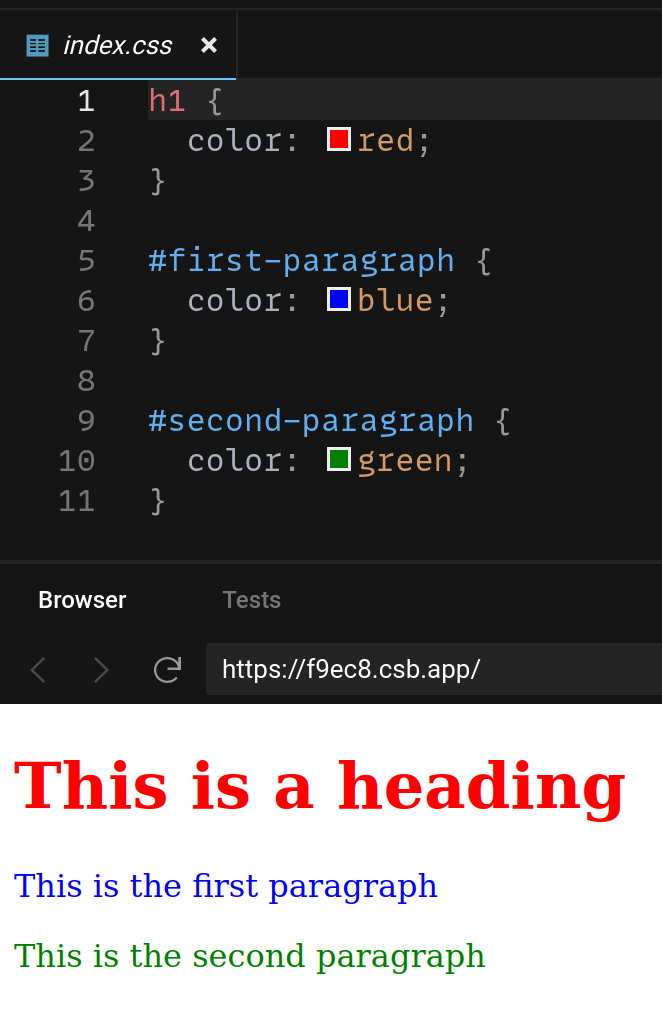 index.css ×
1 h1 {
2   color: red;
3 }
4
5 #first-paragraph {
6   color: blue;
7 }
8
9 #second-paragraph {
10   color: green;
11 }
Browser Tests
https://f9ec8.csb.app/
This is a heading
This is the first paragraph
This is the second paragraph